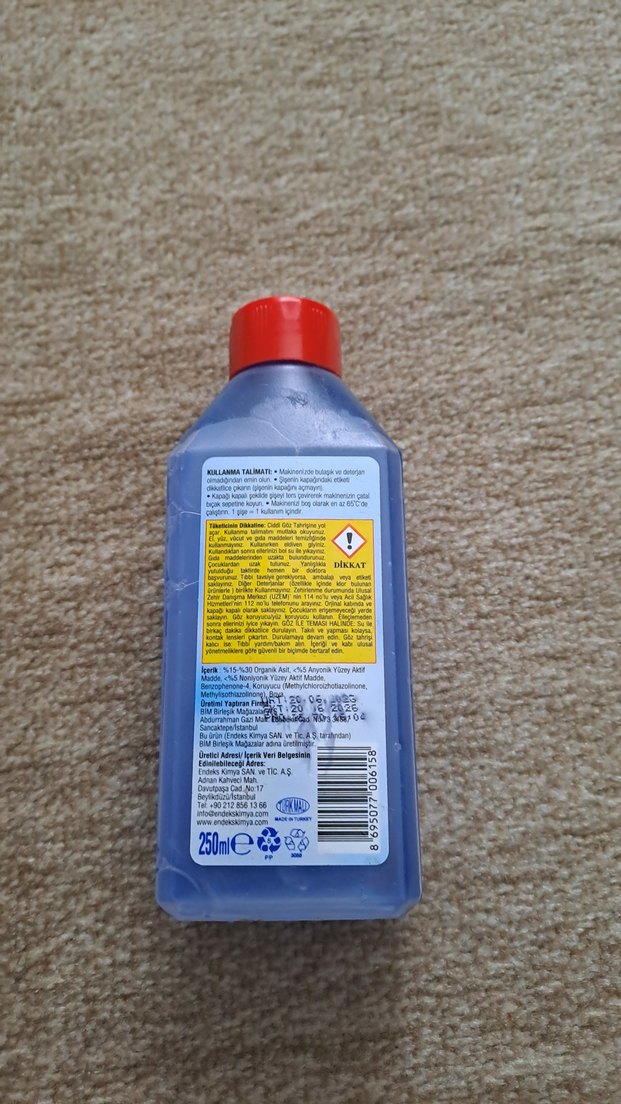 KULLANMA TALİMATI: • Makinenizde bulaşık ve deterjan
olmadığından emin olun. • Şişenin kapağındaki etiketi
dikkatlice çıkarın (şişenin kapağını açmayın).
• Kapağı kapalı şekilde şişeyi ters çevirerek makinenizin çatal
bıçak sepetine koyun. • Makinenizi boş olarak en az 65°C'de
çalıştırın. 1 şişe = 1 kullanım içindir.
Tüketicinin Dikkatine: Ciddi Göz Tahrişine yol
açar. Kullanma talimatını mutlaka okuyunuz.
El, yüz, vücut ve gıda maddeleri temizliğinde
kullanmayınız. Kullanırken eldiven giyiniz.
Kullandıktan sonra ellerinizi bol su ile yıkayınız.
Gıda maddelerinden uzakta bulundurunuz.
Çocuklardan uzak tutunuz. Yanlışlıkla
yutulduğu taktirde hemen bir doktora
DİKKAT
başvurunuz. Tıbbi tavsiye gerekiyorsa, ambalajı veya etiketi
saklayınız. Diğer Deterjanlar (özellikle içinde klor bulunan
ürünlerle ) birlikte Kullanmayınız. Zehirlenme durumunda Ulusal
Zehir Danışma Merkezi (UZEM)' nin 114 no'lu veya Acil Sağlık
Hizmetleri'nin 112 no'lu telefonunu arayınız. Orjinal kabında ve
kapağı kapalı olarak saklayınız. Çocukların erişemeyeceği yerde
saklayın. Göz koruyucu/yüz koruyucu kullanın. Elleçlemeden
sonra ellerinizi iyice yıkayın. GÖZ İLE TEMASI HALİNDE: Su ile
birkaç dakika dikkatlice durulayın. Takılı ve yapması kolaysa,
kontak lensleri çıkartın. Durulamaya devam edin. Göz tahrişi
kalıcı ise: Tıbbi yardım/bakım alın. İçeriği ve kabı ulusal
yönetmeliklere göre güvenli bir biçimde bertaraf edin.
İçerik : %15-%30 Organik Asit, <%5 Anyonik Yüzey Aktif
Madde, <%5 Noniyonik Yüzey Aktif Madde,
Benzophenone-4, Koruyucu (Methylchloroizhotiazolinone,
Methylisothiazolinone), Boya
Üretimi Yaptıran Firma:
BİM Birleşik Mağazalar
Abdurrahman Gazi Mah.
Sancaktepe/İstanbul
Bu ürün (Endeks Kimya SAN. ve Tic. A.Ş. tarafından)
BİM Birleşik Mağazalar adına üretilmiştir.
Üretici Adresi/ İçerik Veri Belgesinin
Edinilebileceği Adres:
Endeks Kimya SAN. ve TİC. A.Ş.
Adnan Kahveci Mah.
Davutpaşa Cad. No:17
Beylikdüzü/İstanbul
Tel: +90 212 856 13 66
info@endekskimya.com
www.endekskimya.com
TÜRK MALI
MADE IN TURKEY
250ml e
5
PP
3080
8 695077 006158